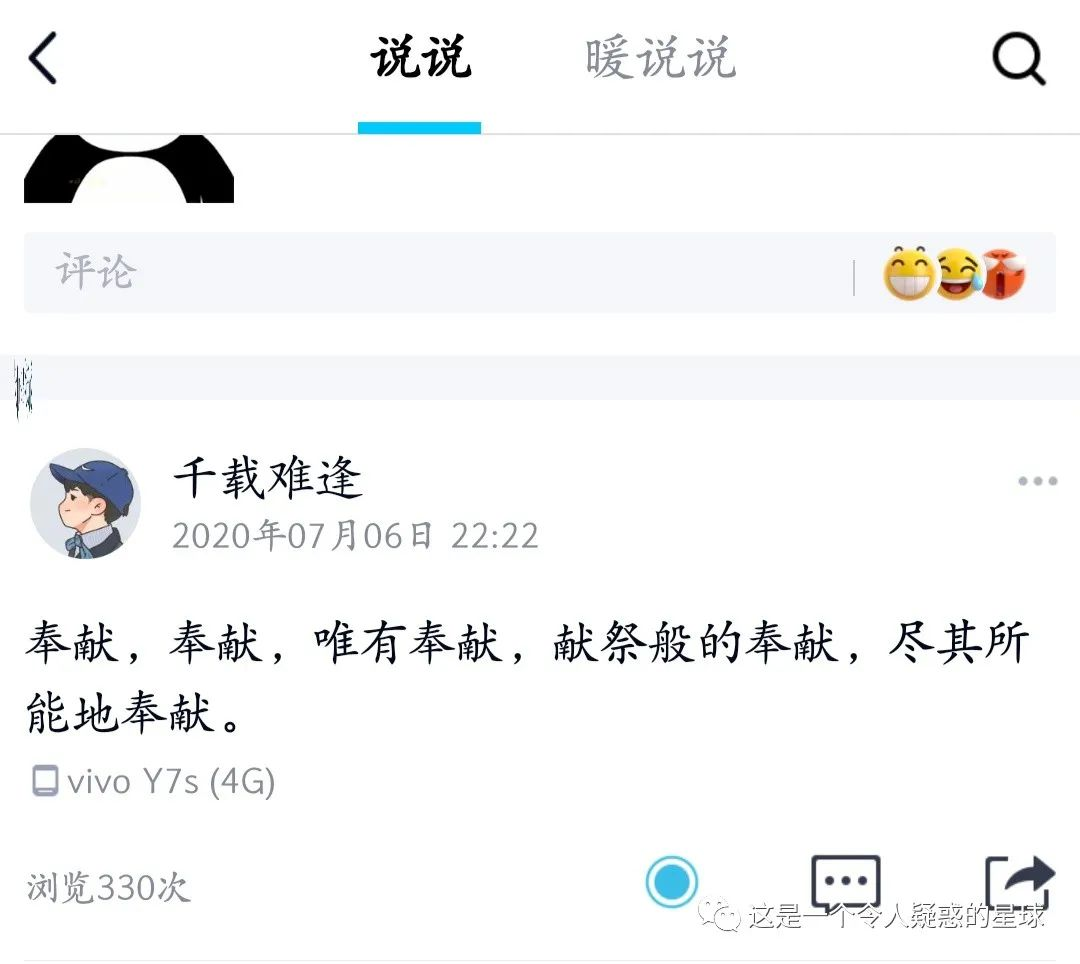 说说 暖说说
评论
千载难逢
2020年07月06日 22:22
奉献，奉献，唯有奉献，献祭般的奉献，尽其所
能地奉献。
vivo Y7s (4G)
浏览330次
这是一个令人疑惑的星球